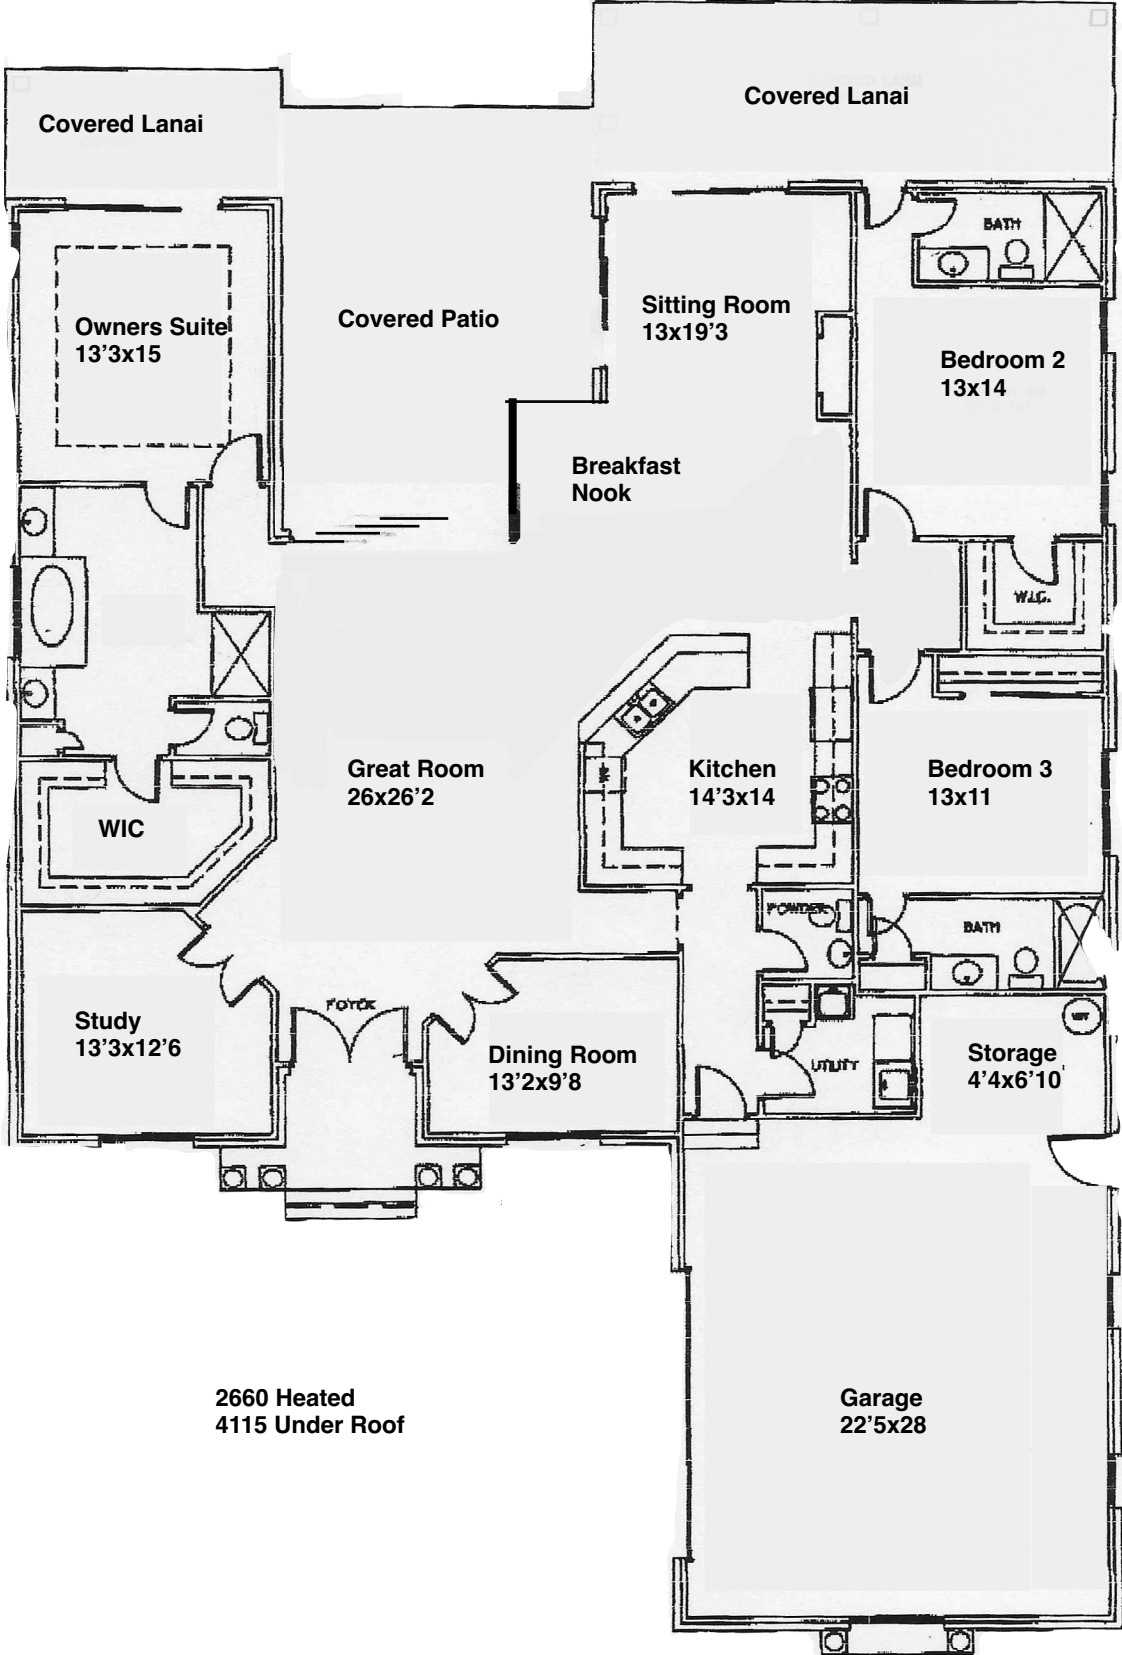 Covered Lanai
Covered Lanai
BATH
Owners Suite
13'3x15
Covered Patio
Sitting Room
13x19'3
Bedroom 2
13x14
Breakfast
Nook
W.I.C.
Great Room
26x26'2
Kitchen
14'3x14
Bedroom 3
13x11
WIC
POWDER
BATH
FOYER
Study
13'3x12'6
Dining Room
13'2x9'8
UTILITY
Storage
4'4x6'10
2660 Heated
4115 Under Roof
Garage
22'5x28